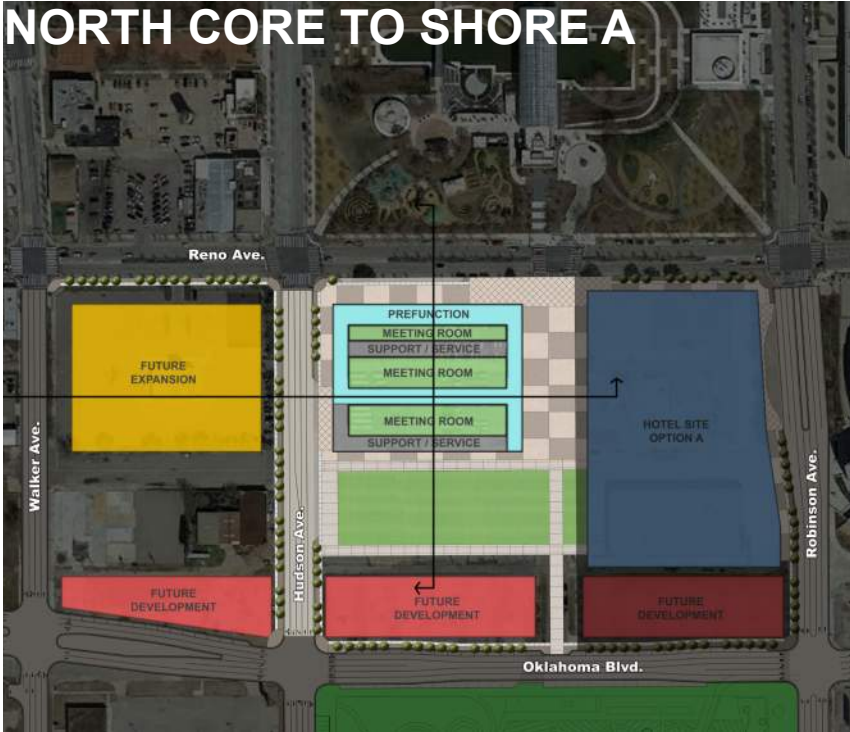 NORTH CORE TO SHORE A
Reno Ave.
PREFUNCTION
MEETING ROOM
SUPPORT / SERVICE
MEETING ROOM
FUTURE
EXPANSION
MEETING ROOM
SUPPORT / SERVICE
HOTEL SITE
OPTION A
Walker Ave.
Hudson Ave.
Robinson Ave.
FUTURE
DEVELOPMENT
FUTURE
DEVELOPMENT
FUTURE
DEVELOPMENT
Oklahoma Blvd.